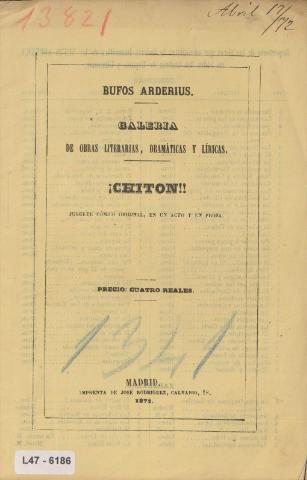 13821
Abril 12/72
BUFOS ARDERIUS.
GALERIA
DE OBRAS LITERARIAS, DRAMÁTICAS Y LÍRICAS.
¡CHITON!!
JUGUETE CÓMICO ORIGINAL, EN UN ACTO Y EN PROSA.
PRECIO: CUATRO REALES.
1341
MADRID.
IMPRENTA DE JOSÉ RODRIGUEZ, CALVARIO, 18.
1872.
L47 - 6186